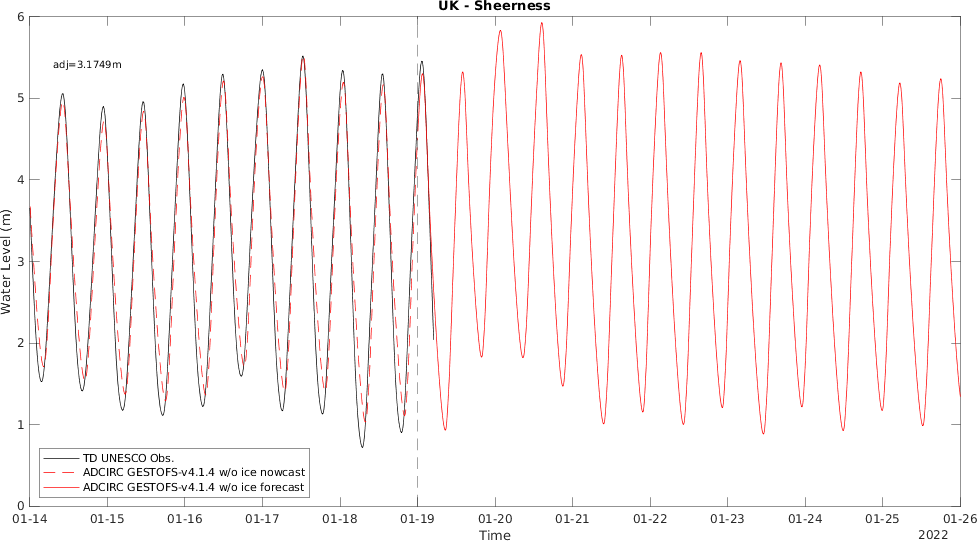 UK - Sheerness
6
adj=3.1749m
5
4
3
2
1
0
Water Level (m)
TD UNESCO Obs.
ADCIRC GESTOFS-v4.1.4 w/o ice nowcast
ADCIRC GESTOFS-v4.1.4 w/o ice forecast
01-14 01-15 01-16 01-17 01-18 01-19 01-20 01-21 01-22 01-23 01-24 01-25 01-26
Time
2022